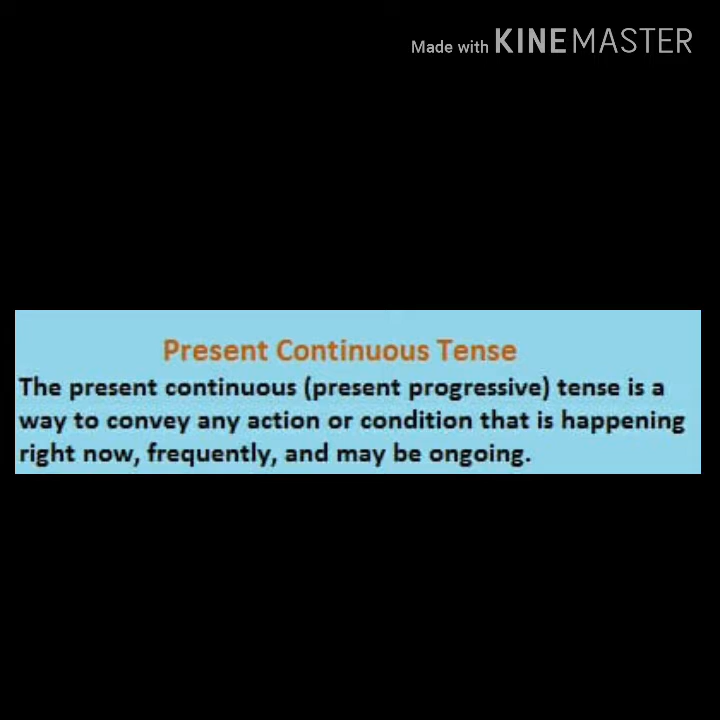 Made with KINEMASTER
Present Continuous Tense
The present continuous (present progressive) tense is a
way to convey any action or condition that is happening
right now, frequently, and may be ongoing.